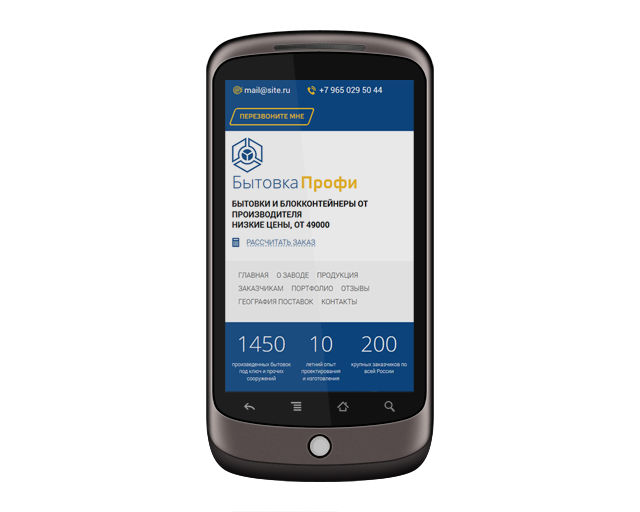 mail@site.ru +7 965 029 50 44
ПЕРЕЗВОНИТЕ МНЕ
БытовкаПрофи
БЫТОВКИ И БЛОККОНТЕЙНЕРЫ ОТ
ПРОИЗВОДИТЕЛЯ
НИЗКИЕ ЦЕНЫ, ОТ 49000
РАССЧИТАТЬ ЗАКАЗ
ГЛАВНАЯ О ЗАВОДЕ ПРОДУКЦИЯ
ЗАКАЗЧИКАМ ПОРТФОЛИО ОТЗЫВЫ
ГЕОГРАФИЯ ПОСТАВОК КОНТАКТЫ
1450 10 200
произведенных бытовок летний опыт крупных заказчиков по
под ключ и прочих проектирования всей России
сооружений и изготовления